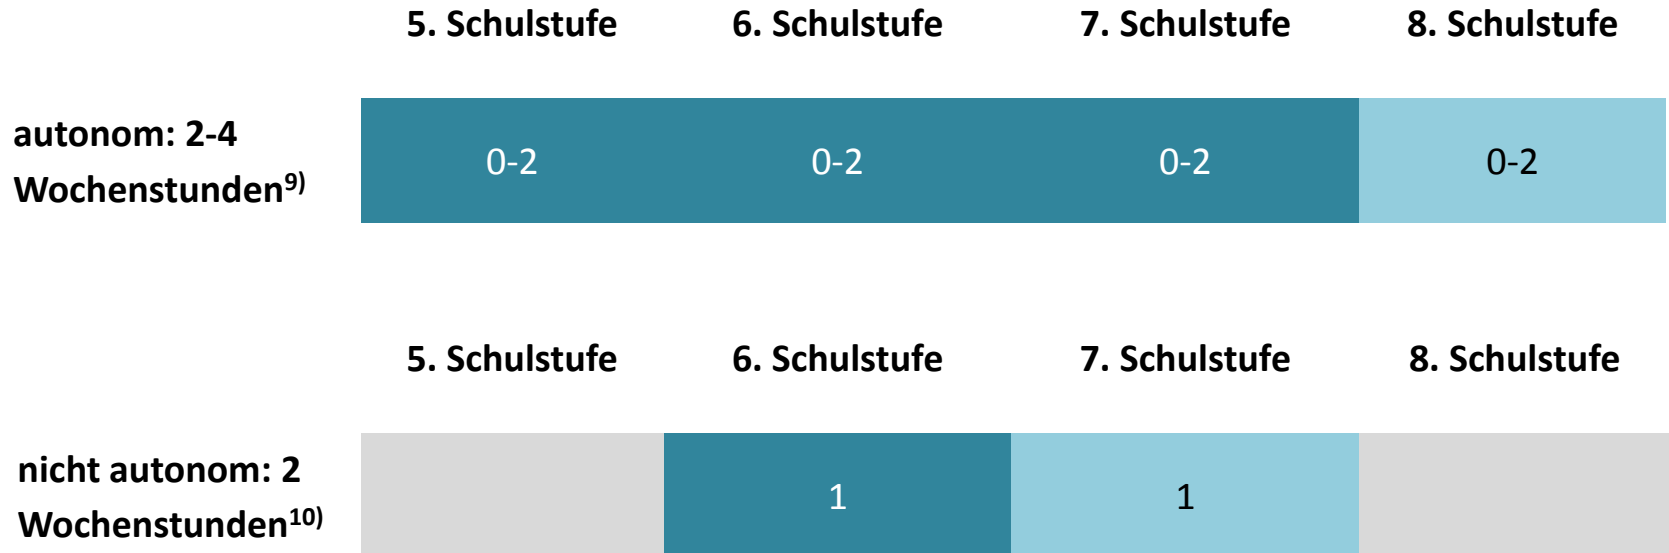 5. Schulstufe 6. Schulstufe 7. Schulstufe 8. Schulstufe
autonom: 2-4
Wochenstunden⁹⁾
0-2 0-2 0-2 0-2
5. Schulstufe 6. Schulstufe 7. Schulstufe 8. Schulstufe
nicht autonom: 2
Wochenstunden¹⁰⁾
1 1